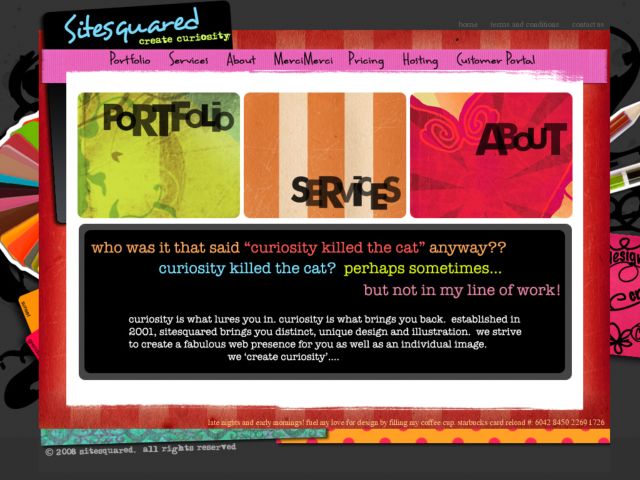 Sitesquared
create curiosity
home terms and conditions contact us
Portfolio Services About MerciMerci Pricing Hosting Customer Portal
PORTFOLIO
SERVICES
ABOUT
who was it that said “curiosity killed the cat” anyway??
curiosity killed the cat? perhaps sometimes...
but not in my line of work!
curiosity is what lures you in. curiosity is what brings you back. established in
2001, sitesquared brings you distinct, unique design and illustration. we strive
to create a fabulous web presence for you as well as an individual image.
we ‘create curiosity’....
late nights and early mornings! fuel my love for design by filling my coffee cup. starbucks card reload #: 6042 8450 2269 1726
© 2008 sitesquared. all rights reserved